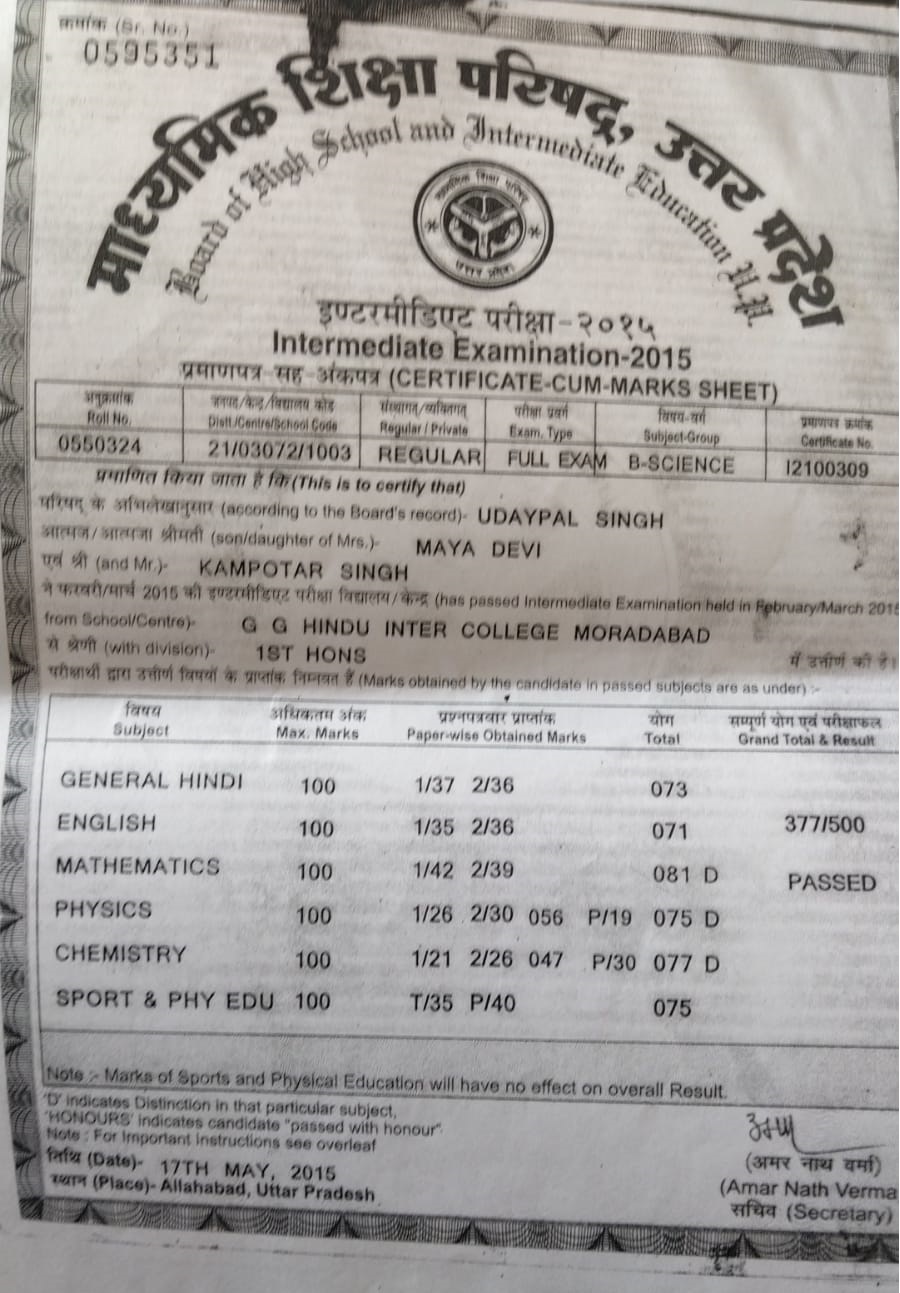 क्रमांक (Sr. No.)
0595351
माध्यमिक शिक्षा परिषद्, उत्तर प्रदेश
Board of High School and Intermediate Education U.P.
माध्यमिक शिक्षा परिषद्
उत्तर प्रदेश
इण्टरमीडिएट परीक्षा-२०१५
Intermediate Examination-2015
प्रमाणपत्र सह अंकपत्र (CERTIFICATE-CUM-MARKS SHEET)
अनुक्रमांक जनपद/केन्द्र/विद्यालय कोड संस्थागत/व्यक्तिगत परीक्षा प्रवर्ग विषय-वर्ग प्रमाणपत्र क्रमांक
Roll No. Distt./Centre/School Code Regular / Private Exam. Type Subject-Group Certificate No.
0550324 21/03072/1003 REGULAR FULL EXAM B-SCIENCE I2100309
प्रमाणित किया जाता है कि (This is to certify that)
परिषद् के अभिलेखानुसार (according to the Board's record)- UDAYPAL SINGH
आत्मज/आत्मजा श्रीमती (son/daughter of Mrs.)- MAYA DEVI
एवं श्री (and Mr.)- KAMPOTAR SINGH
ने फरवरी/मार्च 2015 की इण्टरमीडिएट परीक्षा विद्यालय/केन्द्र (has passed Intermediate Examination held in February/March 2015
from School/Centre)- G G HINDU INTER COLLEGE MORADABAD
से श्रेणी (with division)- 1ST HONS में उत्तीर्ण की है।
परीक्षार्थी द्वारा उत्तीर्ण विषयों के प्राप्तांक निम्नवत हैं (Marks obtained by the candidate in passed subjects are as under) :-
विषय अधिकतम अंक प्रश्नपत्रवार प्राप्तांक योग सम्पूर्ण योग एवं परीक्षाफल
Subject Max. Marks Paper-wise Obtained Marks Total Grand Total & Result
GENERAL HINDI 100 1/37 2/36 073
ENGLISH 100 1/35 2/36 071 377/500
MATHEMATICS 100 1/42 2/39 081 D PASSED
PHYSICS 100 1/26 2/30 056 P/19 075 D
CHEMISTRY 100 1/21 2/26 047 P/30 077 D
SPORT & PHY EDU 100 T/35 P/40 075
Note :- Marks of Sports and Physical Education will have no effect on overall Result.
'D' indicates Distinction in that particular subject,
'HONOURS' indicates candidate "passed with honour".
Note : For Important Instructions see overleaf
तिथि (Date)- 17TH MAY, 2015
स्थान (Place)- Allahabad, Uttar Pradesh
(अमर नाथ वर्मा)
(Amar Nath Verma
सचिव (Secretary)